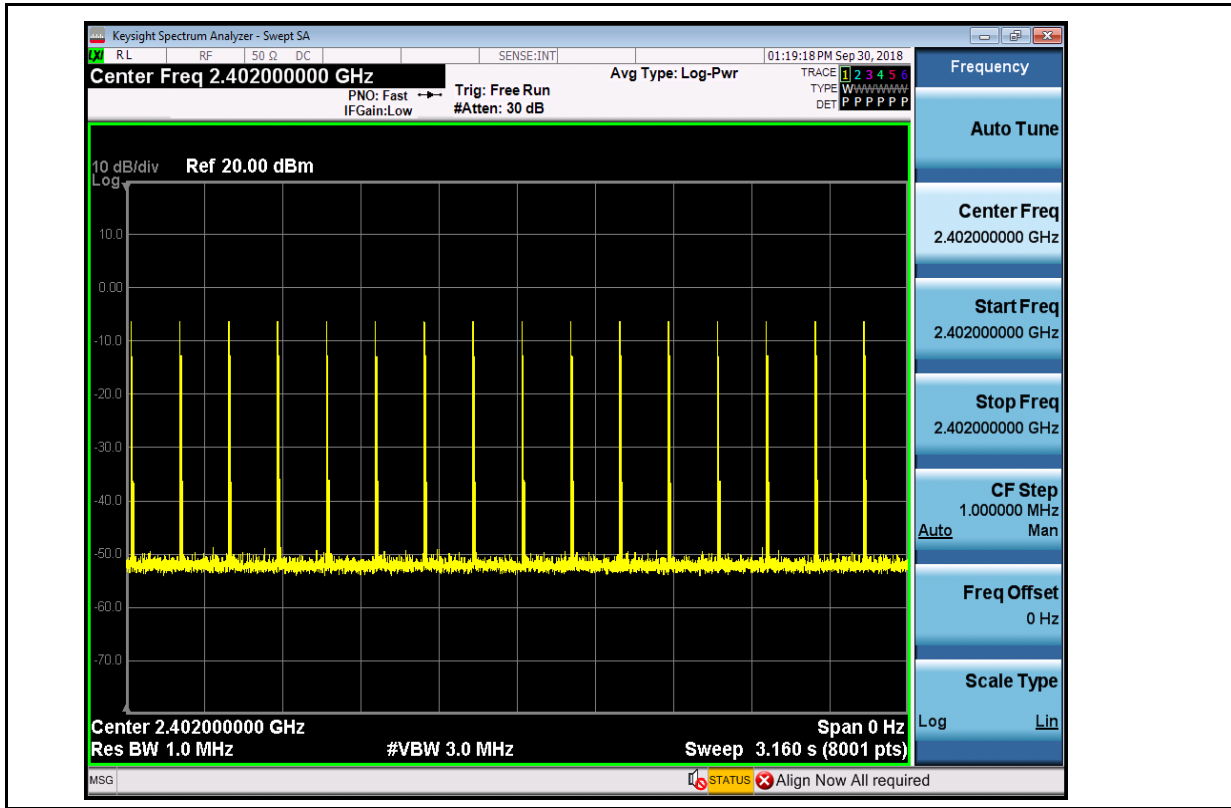 Keysight Spectrum Analyzer - Swept SA
LXI RL RF 50 Ω DC SENSE:INT 01:19:18 PM Sep 30, 2018
Center Freq 2.402000000 GHz
PNO: Fast
IFGain:Low
Trig: Free Run
#Atten: 30 dB
Avg Type: Log-Pwr
TRACE 1 2 3 4 5 6
TYPE WWWWWW
DET P P P P P P
10 dB/div Ref 20.00 dBm
Log
10.0
0.00
-10.0
-20.0
-30.0
-40.0
-50.0
-60.0
-70.0
Center 2.402000000 GHz Span 0 Hz
Res BW 1.0 MHz #VBW 3.0 MHz Sweep 3.160 s (8001 pts)
MSG STATUS Align Now All required
Frequency
Auto Tune
Center Freq
2.402000000 GHz
Start Freq
2.402000000 GHz
Stop Freq
2.402000000 GHz
CF Step
1.000000 MHz
Auto Man
Freq Offset
0 Hz
Scale Type
Log Lin